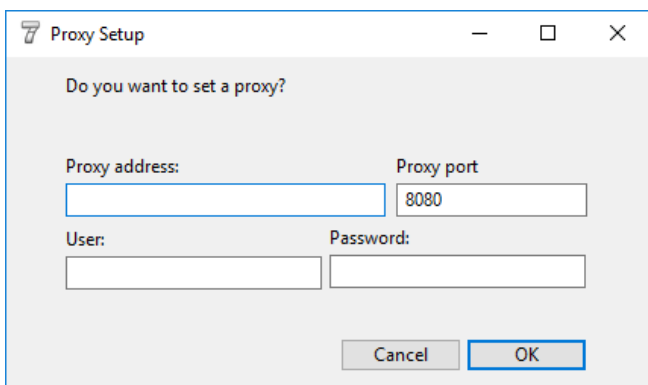 Proxy Setup
Do you want to set a proxy?
Proxy address: Proxy port
8080
User: Password:
Cancel OK